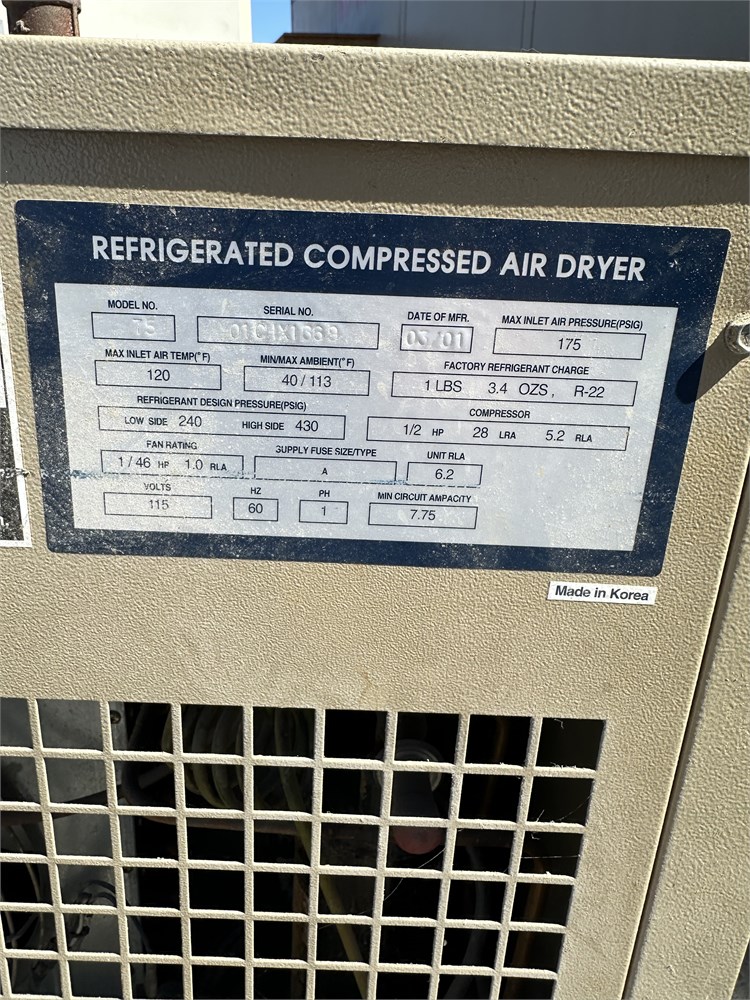 REFRIGERATED COMPRESSED AIR DRYER
MODEL NO. SERIAL NO. DATE OF MFR. MAX INLET AIR PRESSURE(PSIG)
75 01CHX1669 03/01 175
MAX INLET AIR TEMP(°F) MIN/MAX AMBIENT(°F) FACTORY REFRIGERANT CHARGE
120 40 / 113 1 LBS 3.4 OZS, R-22
REFRIGERANT DESIGN PRESSURE(PSIG) COMPRESSOR
LOW SIDE 240 HIGH SIDE 430 1/2 HP 28 LRA 5.2 RLA
FAN RATING SUPPLY FUSE SIZE/TYPE UNIT RLA
1/46 HP 1.0 RLA A 6.2
VOLTS HZ PH MIN CIRCUIT AMPACITY
115 60 1 7.75
Made in Korea